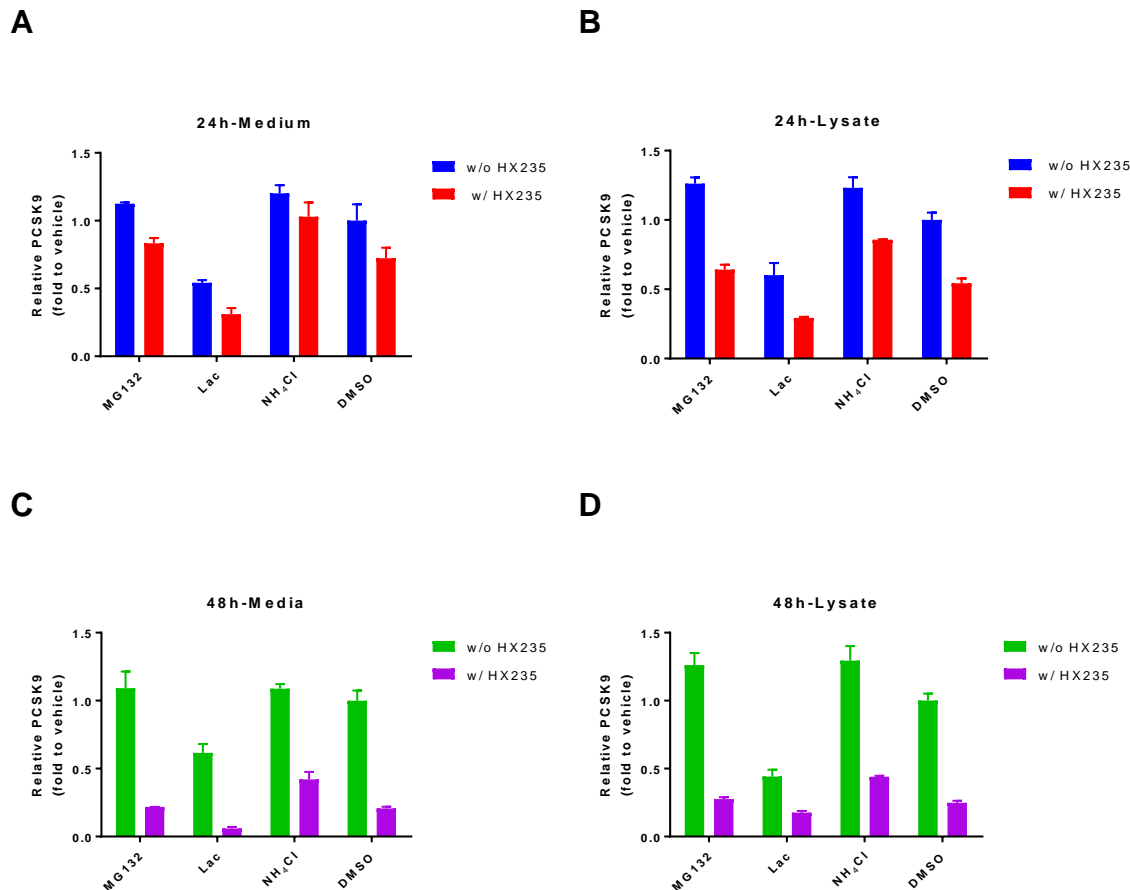 A
24h-Medium
Relative PCSK9
(fold to vehicle)
1.5
1.0
0.5
0.0
MG132
Lac
NH₄Cl
DMSO
w/o HX235
w/ HX235
B
24h-Lysate
Relative PCSK9
(fold to vehicle)
1.5
1.0
0.5
0.0
MG132
Lac
NH₄Cl
DMSO
w/o HX235
w/ HX235
C
48h-Media
Relative PCSK9
(fold to vehicle)
1.5
1.0
0.5
0.0
MG132
Lac
NH₄Cl
DMSO
w/o HX235
w/ HX235
D
48h-Lysate
Relative PCSK9
(fold to vehicle)
1.5
1.0
0.5
0.0
MG132
Lac
NH₄Cl
DMSO
w/o HX235
w/ HX235